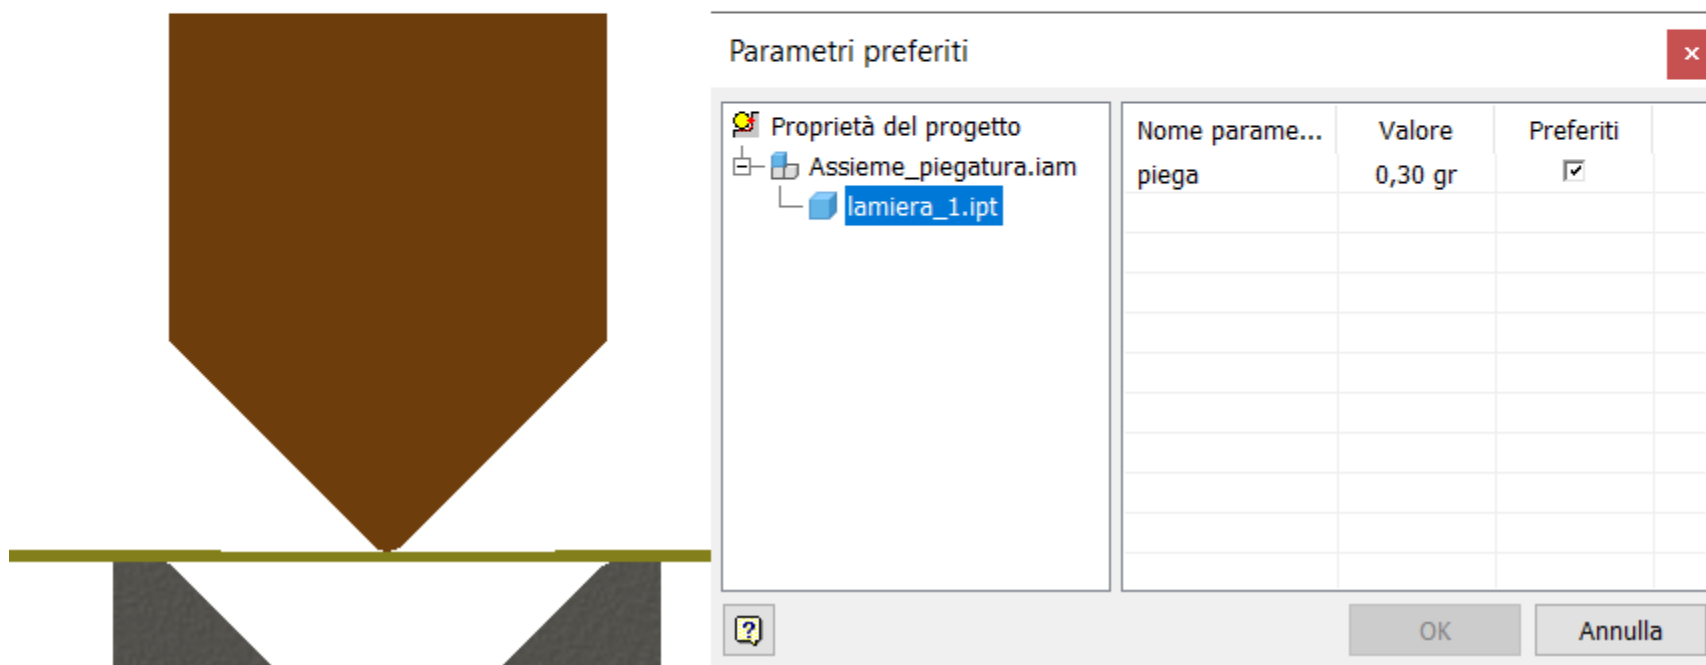 Parametri preferiti
x
Proprietà del progetto
Assieme_piegatura.iam
lamiera_1.ipt
Nome parame... Valore Preferiti
piega 0,30 gr
?
OK Annulla